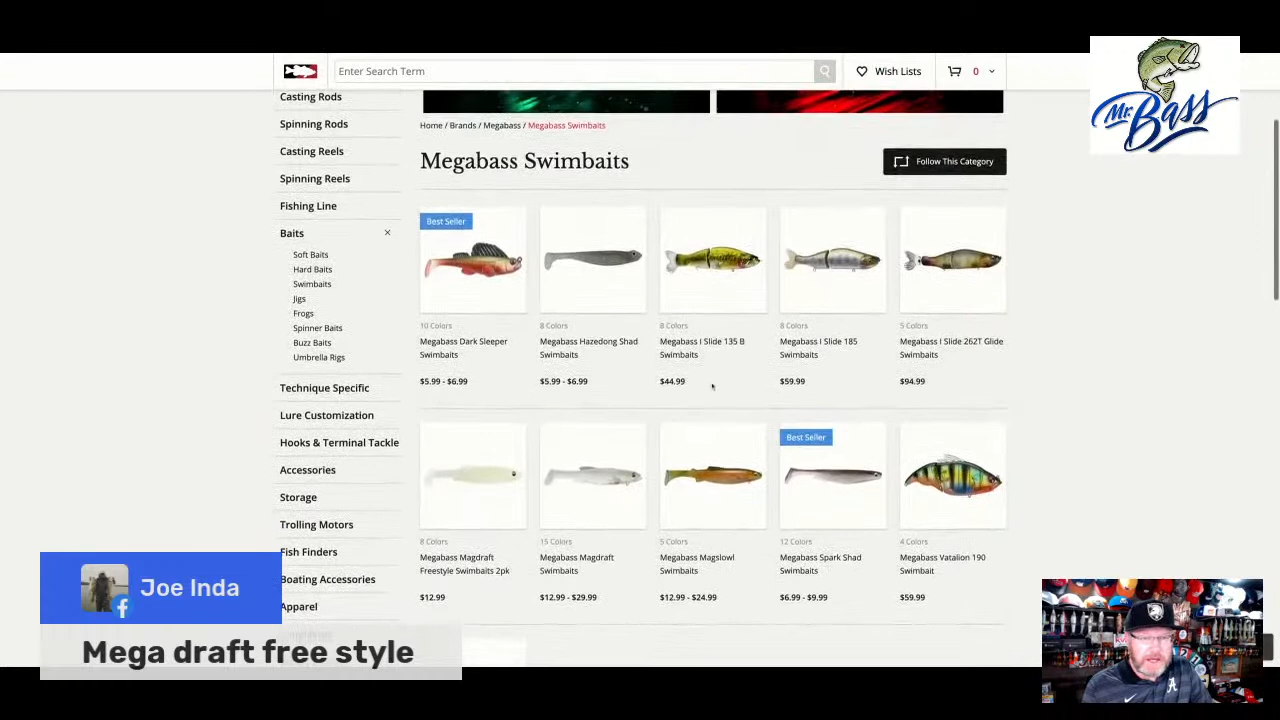 Enter Search Term
Wish Lists
0
Mr. Bass
Casting Rods
Spinning Rods
Casting Reels
Spinning Reels
Fishing Line
Baits
Soft Baits
Hard Baits
Swimbaits
Jigs
Frogs
Spinner Baits
Buzz Baits
Umbrella Rigs
Technique Specific
Lure Customization
Hooks & Terminal Tackle
Accessories
Storage
Trolling Motors
Fish Finders
Boating Accessories
Apparel
Home / Brands / Megabass / Megabass Swimbaits
Megabass Swimbaits
Follow This Category
Best Seller
10 Colors
Megabass Dark Sleeper
Swimbaits
$5.99 - $6.99
8 Colors
Megabass Hazedong Shad
Swimbaits
$5.99 - $6.99
8 Colors
Megabass I Slide 135 B
Swimbaits
$44.99
8 Colors
Megabass I Slide 185
Swimbaits
$59.99
5 Colors
Megabass I Slide 262T Glide
Swimbaits
$94.99
8 Colors
Megabass Magdraft
Freestyle Swimbaits 2pk
$12.99
15 Colors
Megabass Magdraft
Swimbaits
$12.99 - $29.99
5 Colors
Megabass Magslowl
Swimbaits
$12.99 - $24.99
Best Seller
12 Colors
Megabass Spark Shad
Swimbaits
$6.99 - $9.99
4 Colors
Megabass Vatalion 190
Swimbait
$59.99
Joe Inda
Mega draft free style
A